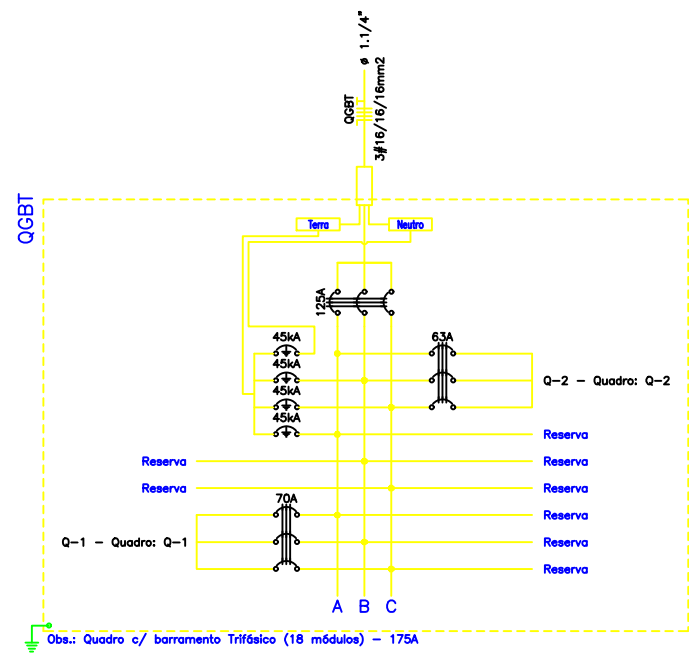 ø 1.1/4"
QGBT
3#16/16/16mm2
QGBT
Terra
Neutro
125A
45kA
63A
45kA
Q-2 - Quadro: Q-2
45kA
45kA
Reserva
Reserva
Reserva
Reserva
Reserva
70A
Reserva
Q-1 - Quadro: Q-1
Reserva
Reserva
A B C
Obs.: Quadro c/ barramento Trifásico (18 módulos) - 175A